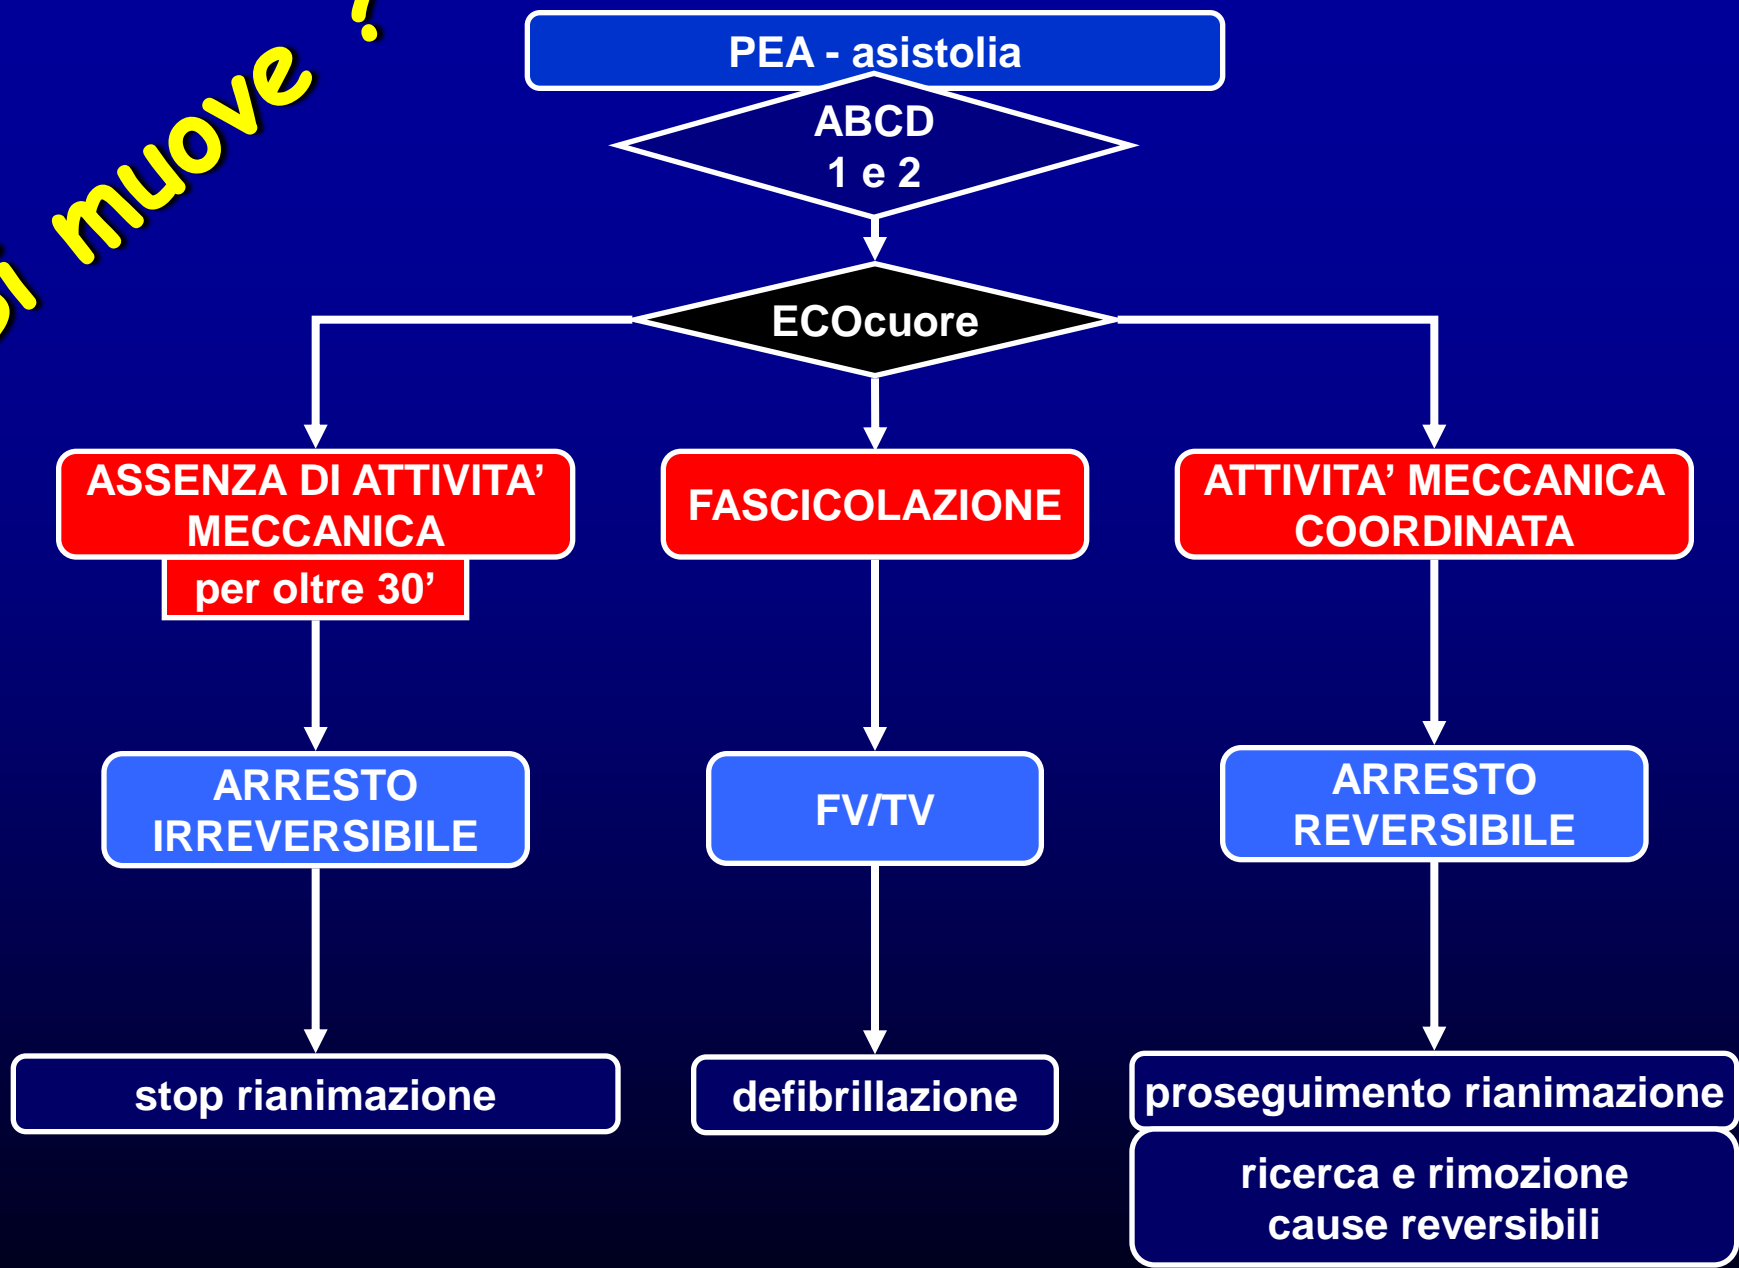 si muove ?
PEA - asistolia
ABCD
1 e 2
ECOcuore
ASSENZA DI ATTIVITA’
MECCANICA
per oltre 30’
FASCICOLAZIONE
ATTIVITA’ MECCANICA
COORDINATA
ARRESTO
IRREVERSIBILE
FV/TV
ARRESTO
REVERSIBILE
stop rianimazione
defibrillazione
proseguimento rianimazione
ricerca e rimozione
cause reversibili